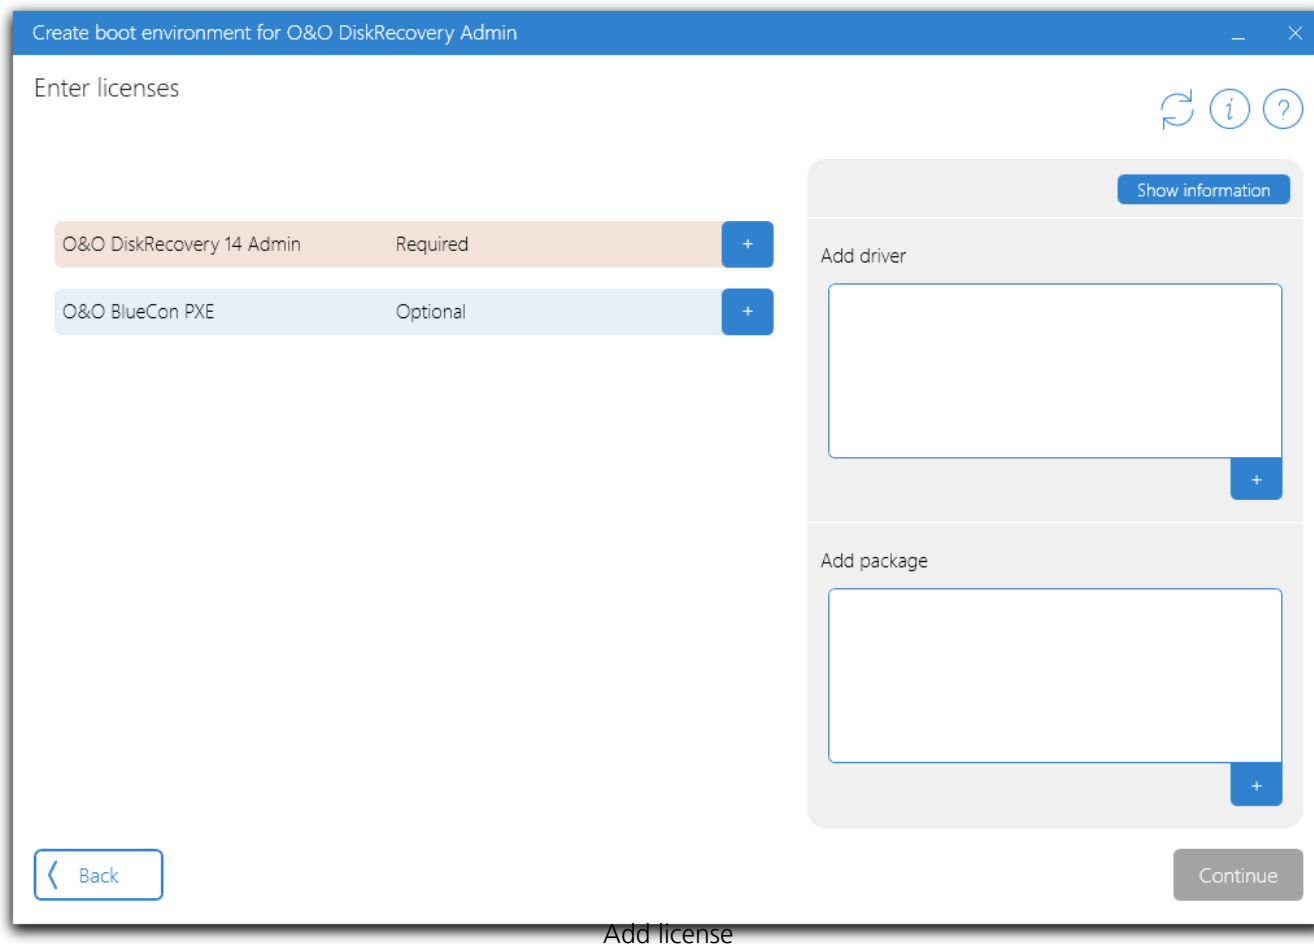 Create boot environment for O&O DiskRecovery Admin
Enter licenses
i ?
Show information
O&O DiskRecovery 14 Admin Required +
O&O BlueCon PXE Optional +
Add driver
+
Add package
+
Back
Continue
Add license